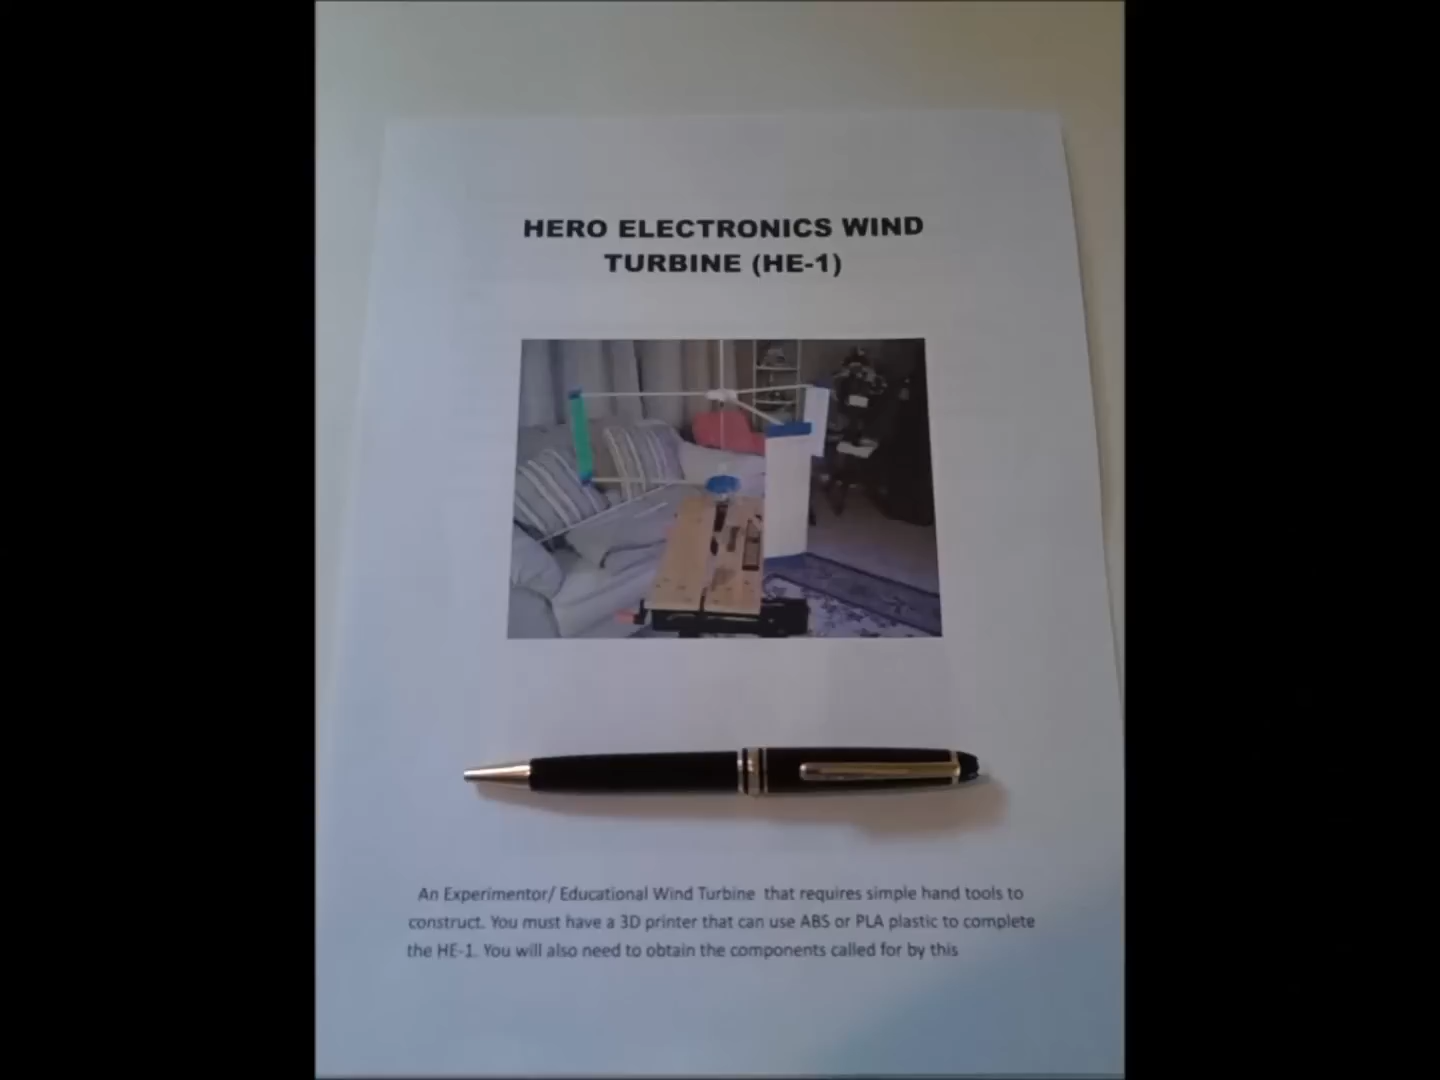 HERO ELECTRONICS WIND
TURBINE (HE-1)
An Experimentor/ Educational Wind Turbine that requires simple hand tools to
construct. You must have a 3D printer that can use ABS or PLA plastic to complete
the HE-1. You will also need to obtain the components called for by this